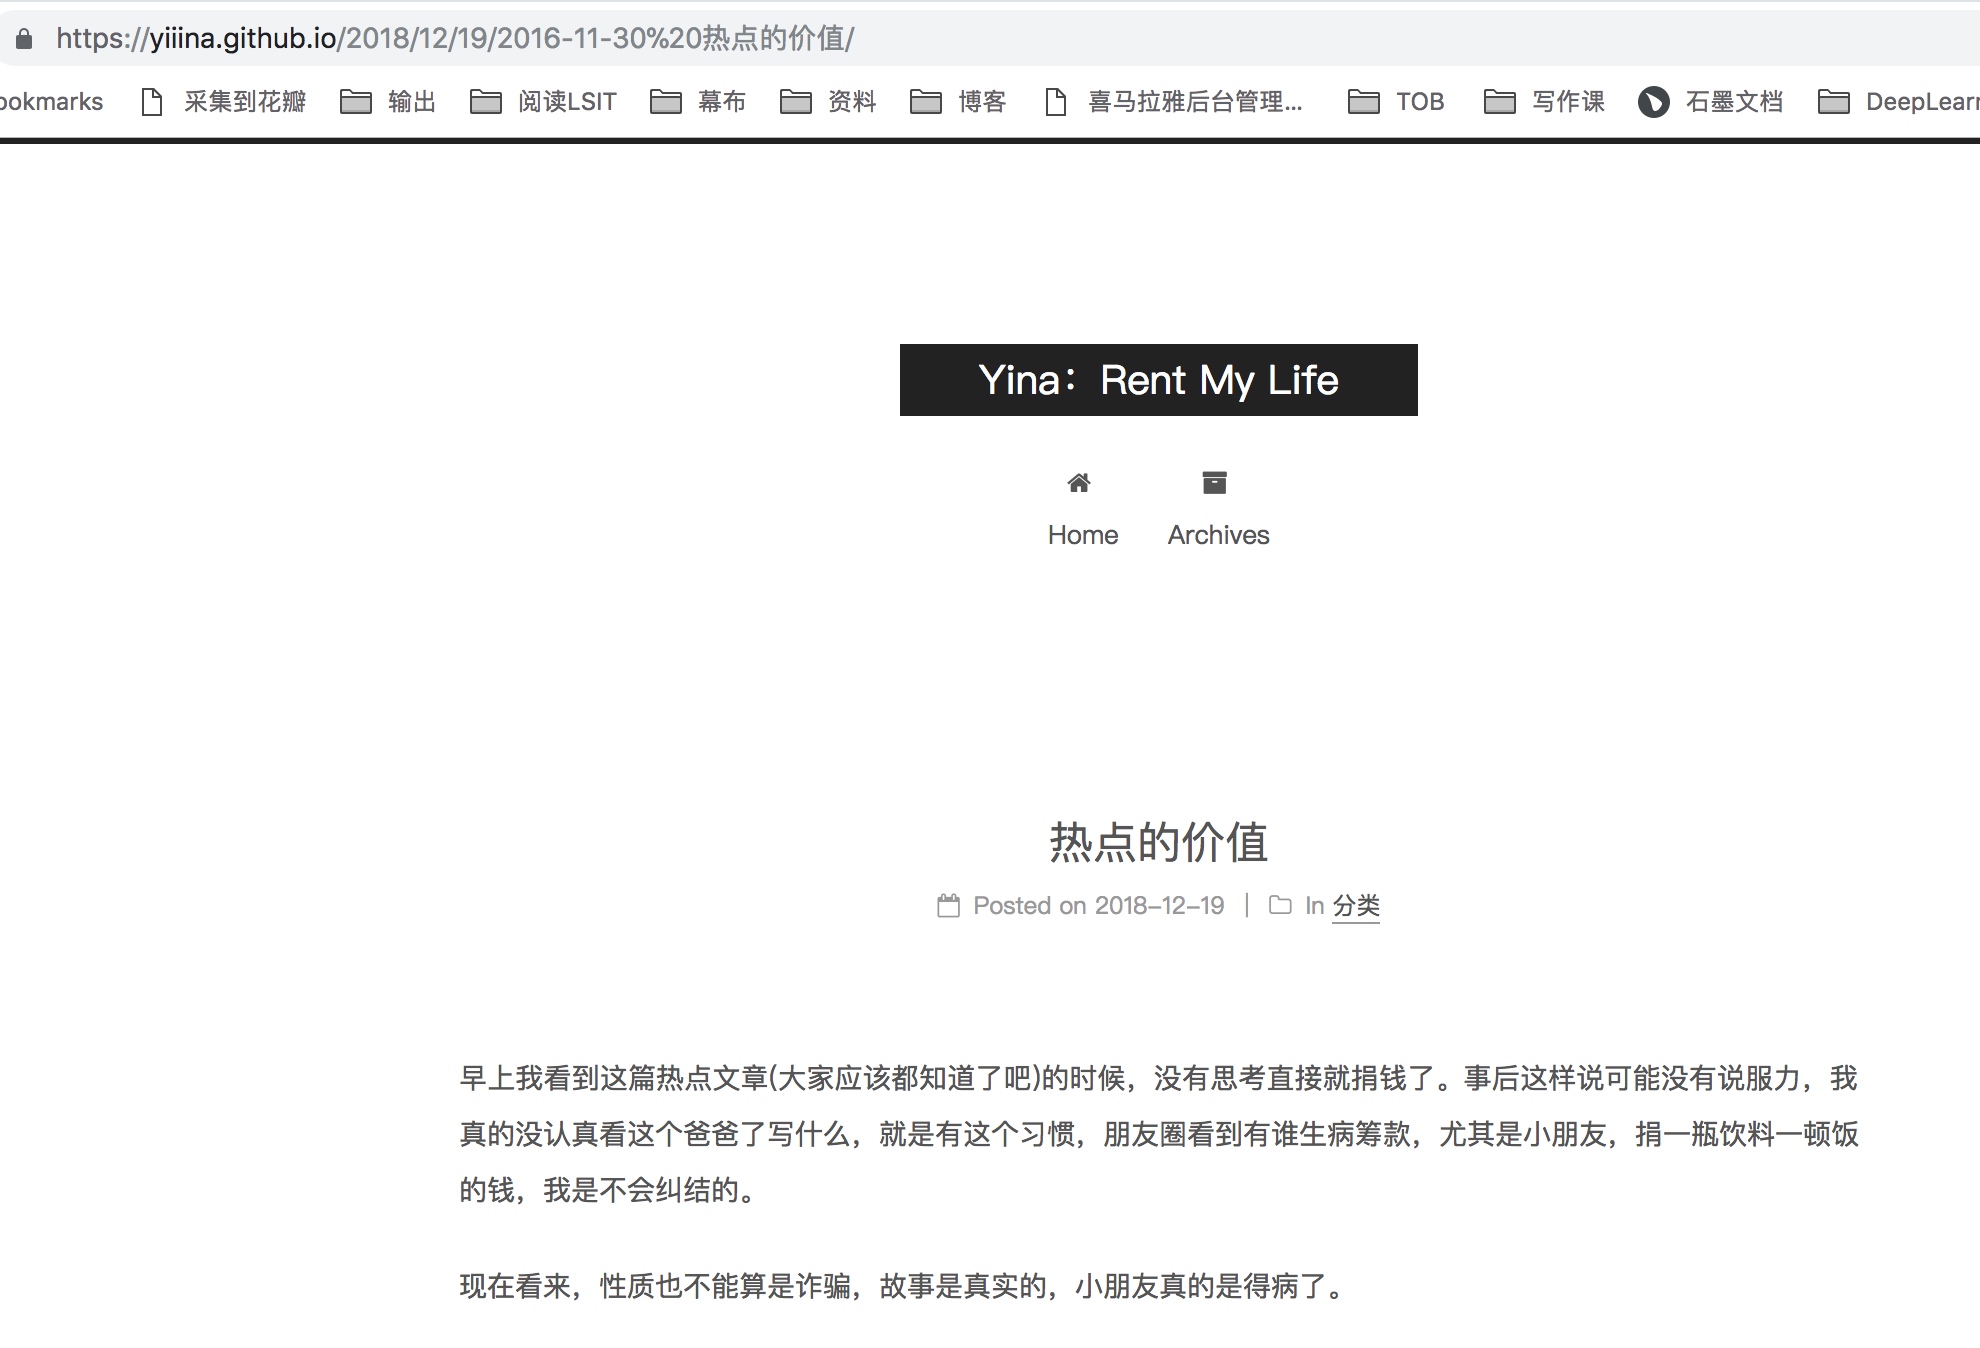 https://yiiina.github.io/2018/12/19/2016-11-30%20热点的价值/
ookmarks 采集到花瓣 输出 阅读LSIT 幕布 资料 博客 喜马拉雅后台管理... TOB 写作课 石墨文档 DeepLearn
Yina：Rent My Life
Home Archives
热点的价值
Posted on 2018-12-19 | In 分类
早上我看到这篇热点文章(大家应该都知道了吧)的时候，没有思考直接就捐钱了。事后这样说可能没有说服力，我
真的没认真看这个爸爸了写什么，就是有这个习惯，朋友圈看到有谁生病筹款，尤其是小朋友，捐一瓶饮料一顿饭
的钱，我是不会纠结的。
现在看来，性质也不能算是诈骗，故事是真实的，小朋友真的是得病了。